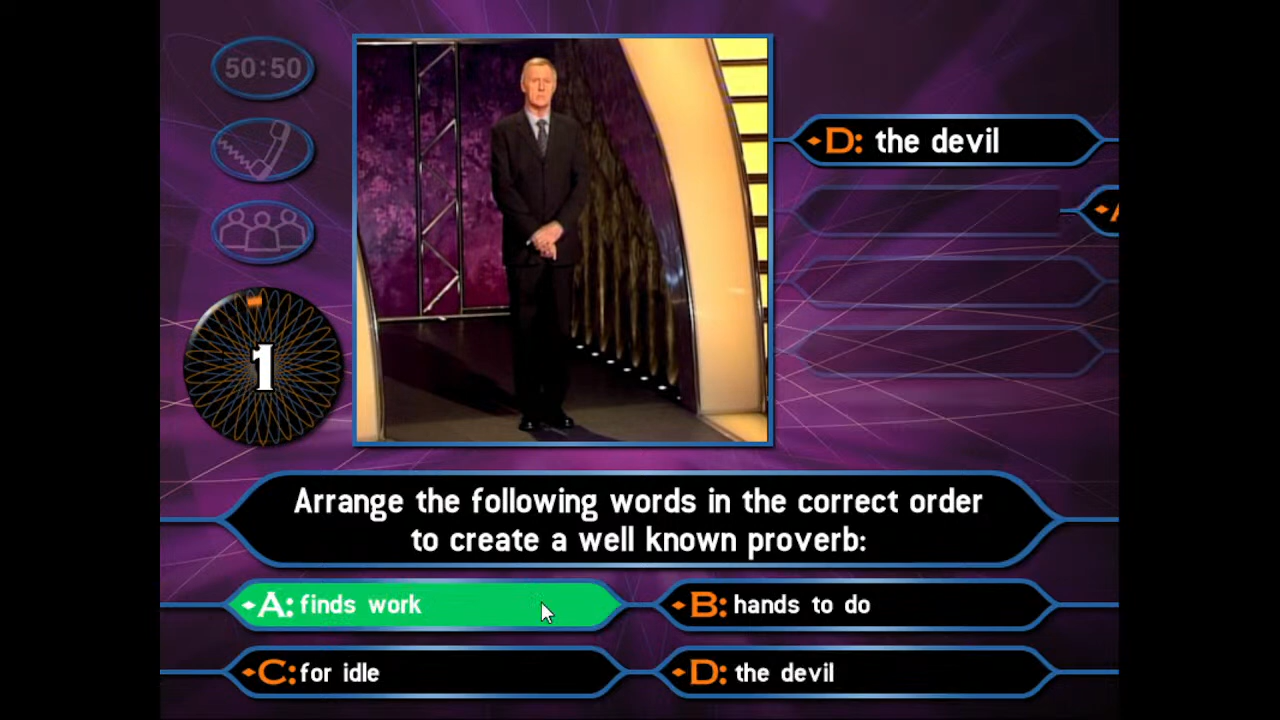 50:50
D: the devil
1
Arrange the following words in the correct order
to create a well known proverb:
A: finds work
B: hands to do
C: for idle
D: the devil